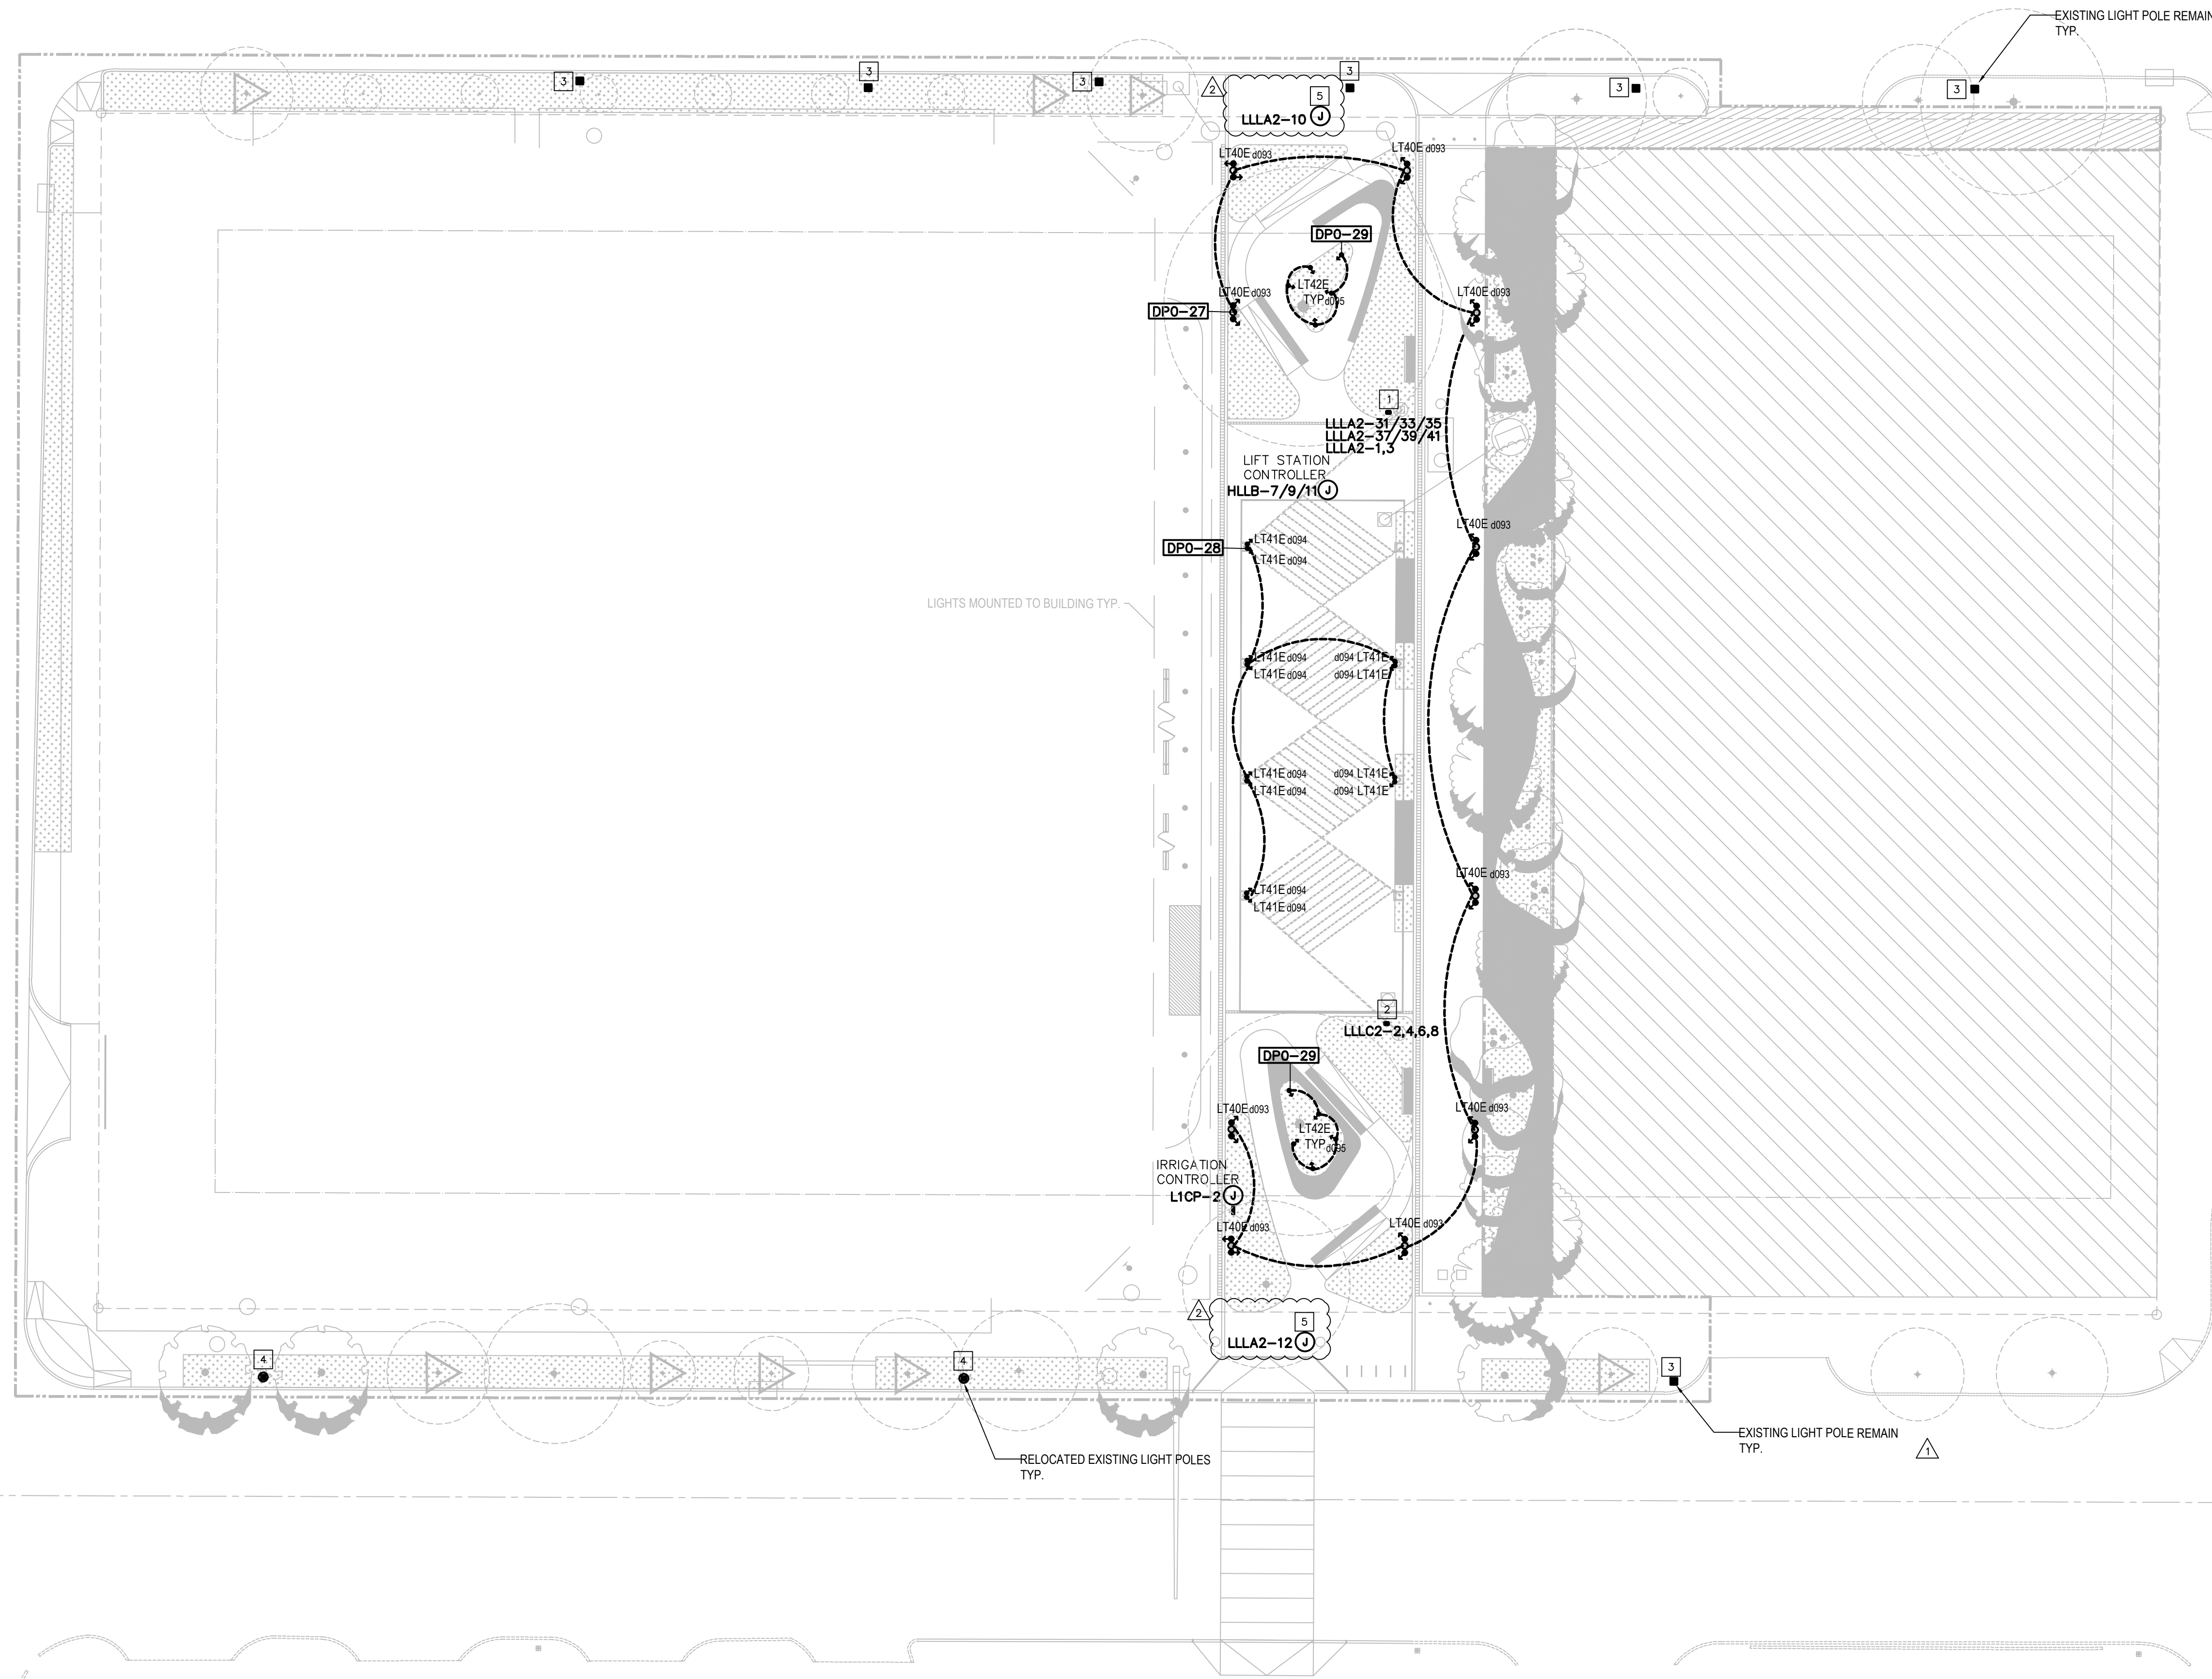 EXISTING LIGHT POLE REMAIN
TYP.
3
3
3
3
3
3
2
5
LLLA2-10 J
LT40E d093
LT40E d093
DP0-29
LT42E
TYP d095
LT40E d093
LT40E d093
DP0-27
1
LLLA2-31/33/35
LLLA2-37/39/41
LLLA2-1,3
LIFT STATION
CONTROLLER
HLLB-7/9/11 J
LT40E d093
DP0-28
LT41E d094
LT41E d094
LIGHTS MOUNTED TO BUILDING TYP.
LT41E d094
d094 LT41E
LT41E d094
d094 LT41E
LT41E d094
d094 LT41E
LT41E d094
d094 LT41E
LT40E d093
LT41E d094
LT41E d094
2
LLLC2-2,4,6,8
DP0-29
LT40E d093
LT40E d093
LT42E
TYP d095
IRRIGATION
CONTROLLER
L1CP-2 J
LT40E d093
LT40E d093
2
5
LLLA2-12 J
4
4
3
EXISTING LIGHT POLE REMAIN
TYP.
1
RELOCATED EXISTING LIGHT POLES
TYP.